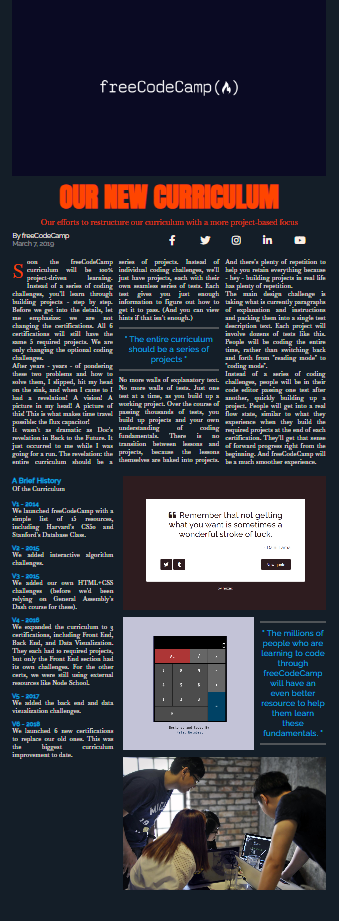 freeCodeCamp(🔥)
OUR NEW CURRICULUM
Our efforts to restructure our curriculum with a more project-based focus
By freeCodeCamp
March 7, 2019
Soon the freeCodeCamp
curriculum will be 100%
project-driven learning.
Instead of a series of coding
challenges, you'll learn through
building projects - step by step.
Before we get into the details, let
me emphasize: we are not
changing the certifications. All 6
certifications will still have the
same 5 required projects. We are
only changing the optional coding
challenges.
After years - years - of pondering
these two problems and how to
solve them, I slipped, hit my head
on the sink, and when I came to I
had a revelation! A vision! A
picture in my head! A picture of
this! This is what makes time travel
possible: the flux capacitor!
It wasn't as dramatic as Doc's
revelation in Back to the Future. It
just occurred to me while I was
going for a run. The revelation: the
entire curriculum should be a
series of projects. Instead of
individual coding challenges, we'll
just have projects, each with their
own seamless series of tests. Each
test gives you just enough
information to figure out how to
get it to pass. (And you can view
hints if that isn't enough.)
" The entire curriculum
should be a series of
projects "
No more walls of explanatory text.
No more walls of tests. Just one
test at a time, as you build up a
working project. Over the course of
passing thousands of tests, you
build up projects and your own
understanding of coding
fundamentals. There is no
transition between lessons and
projects, because the lessons
themselves are baked into projects.
And there's plenty of repetition to
help you retain everything because
- hey - building projects in real life
has plenty of repetition.
The main design challenge is
taking what is currently paragraphs
of explanation and instructions
and packing them into a single test
description text. Each project will
involve dozens of tests like this.
People will be coding the entire
time, rather than switching back
and forth from "reading mode" to
"coding mode".
Instead of a series of coding
challenges, people will be in their
code editor passing one test after
another, quickly building up a
project. People will get into a real
flow state, similar to what they
experience when they build the
required projects at the end of each
certification. They'll get that sense
of forward progress right from the
beginning. And freeCodeCamp will
be a much smoother experience.
A Brief History
Of the Curriculum
V1 - 2014
We launched freeCodeCamp with a
simple list of 15 resources,
including Harvard's CS50 and
Stanford's Database Class.
V2 - 2015
We added interactive algorithm
challenges.
V3 - 2015
We added our own HTML+CSS
challenges (before we'd been
relying on General Assembly's
Dash course for these).
V4 - 2016
We expanded the curriculum to 3
certifications, including Front End,
Back End, and Data Visualization.
They each had 10 required projects,
but only the Front End section had
its own challenges. For the other
certs, we were still using external
resources like Node School.
V5 - 2017
We added the back end and data
visualization challenges.
V6 - 2018
We launched 6 new certifications
to replace our old ones. This was
the biggest curriculum
improvement to date.
Remember that not getting
what you want is sometimes a
wonderful stroke of luck.
" The millions of
people who are
learning to code
through
freeCodeCamp
will have an
even better
resource to help
them learn
these
fundamentals. "